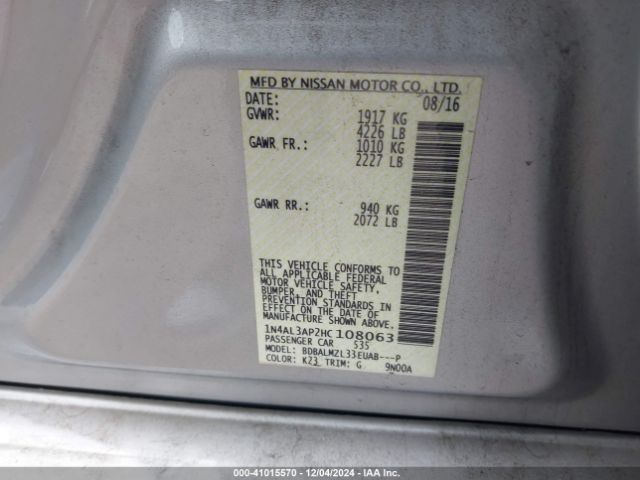 MFD BY NISSAN MOTOR CO., LTD.
DATE: 08/16
GVWR: 1917 KG
4226 LB
GAWR FR.: 1010 KG
2227 LB
GAWR RR.: 940 KG
2072 LB
THIS VEHICLE CONFORMS TO
ALL APPLICABLE FEDERAL
MOTOR VEHICLE SAFETY,
BUMPER, AND THEFT
PREVENTION STANDARDS IN
EFFECT ON THE DATE OF
MANUFACTURE SHOWN ABOVE.
1N4AL3AP2HC108063
PASSENGER CAR 535
MODEL: BDBALMZL33EUAB---P
COLOR: K23 TRIM: G 9N00A
000-41015570 - 12/04/2024 - IAA Inc.